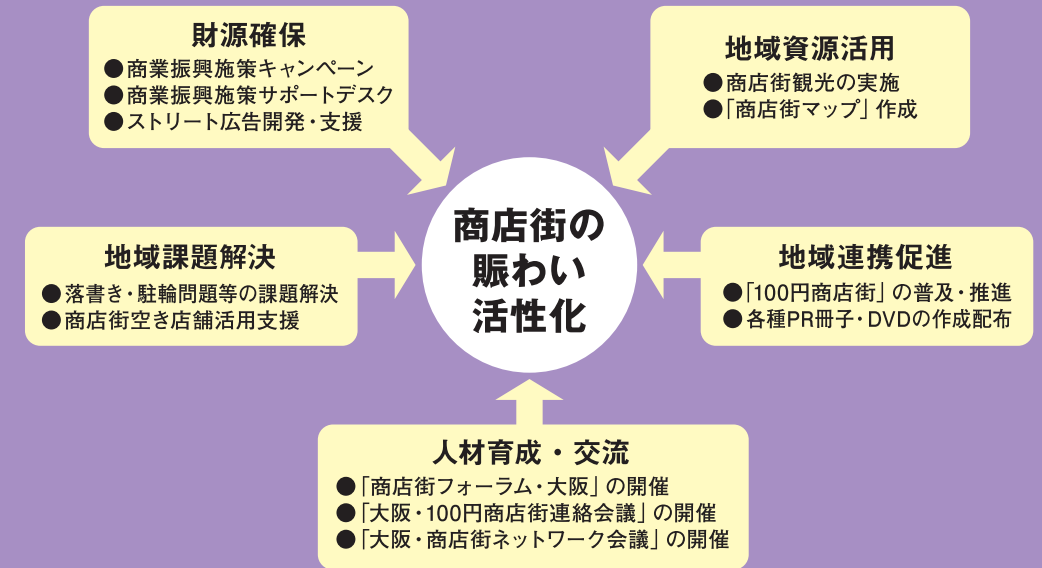 財源確保
●商業振興施策キャンペーン
●商業振興施策サポートデスク
●ストリート広告開発・支援
地域資源活用
●商店街観光の実施
●「商店街マップ」作成
商店街の
賑わい
活性化
地域課題解決
●落書き・駐輪問題等の課題解決
●商店街空き店舗活用支援
地域連携促進
●「100円商店街」の普及・推進
●各種PR冊子・DVDの作成配布
人材育成・交流
●「商店街フォーラム・大阪」の開催
●「大阪・100円商店街連絡会議」の開催
●「大阪・商店街ネットワーク会議」の開催